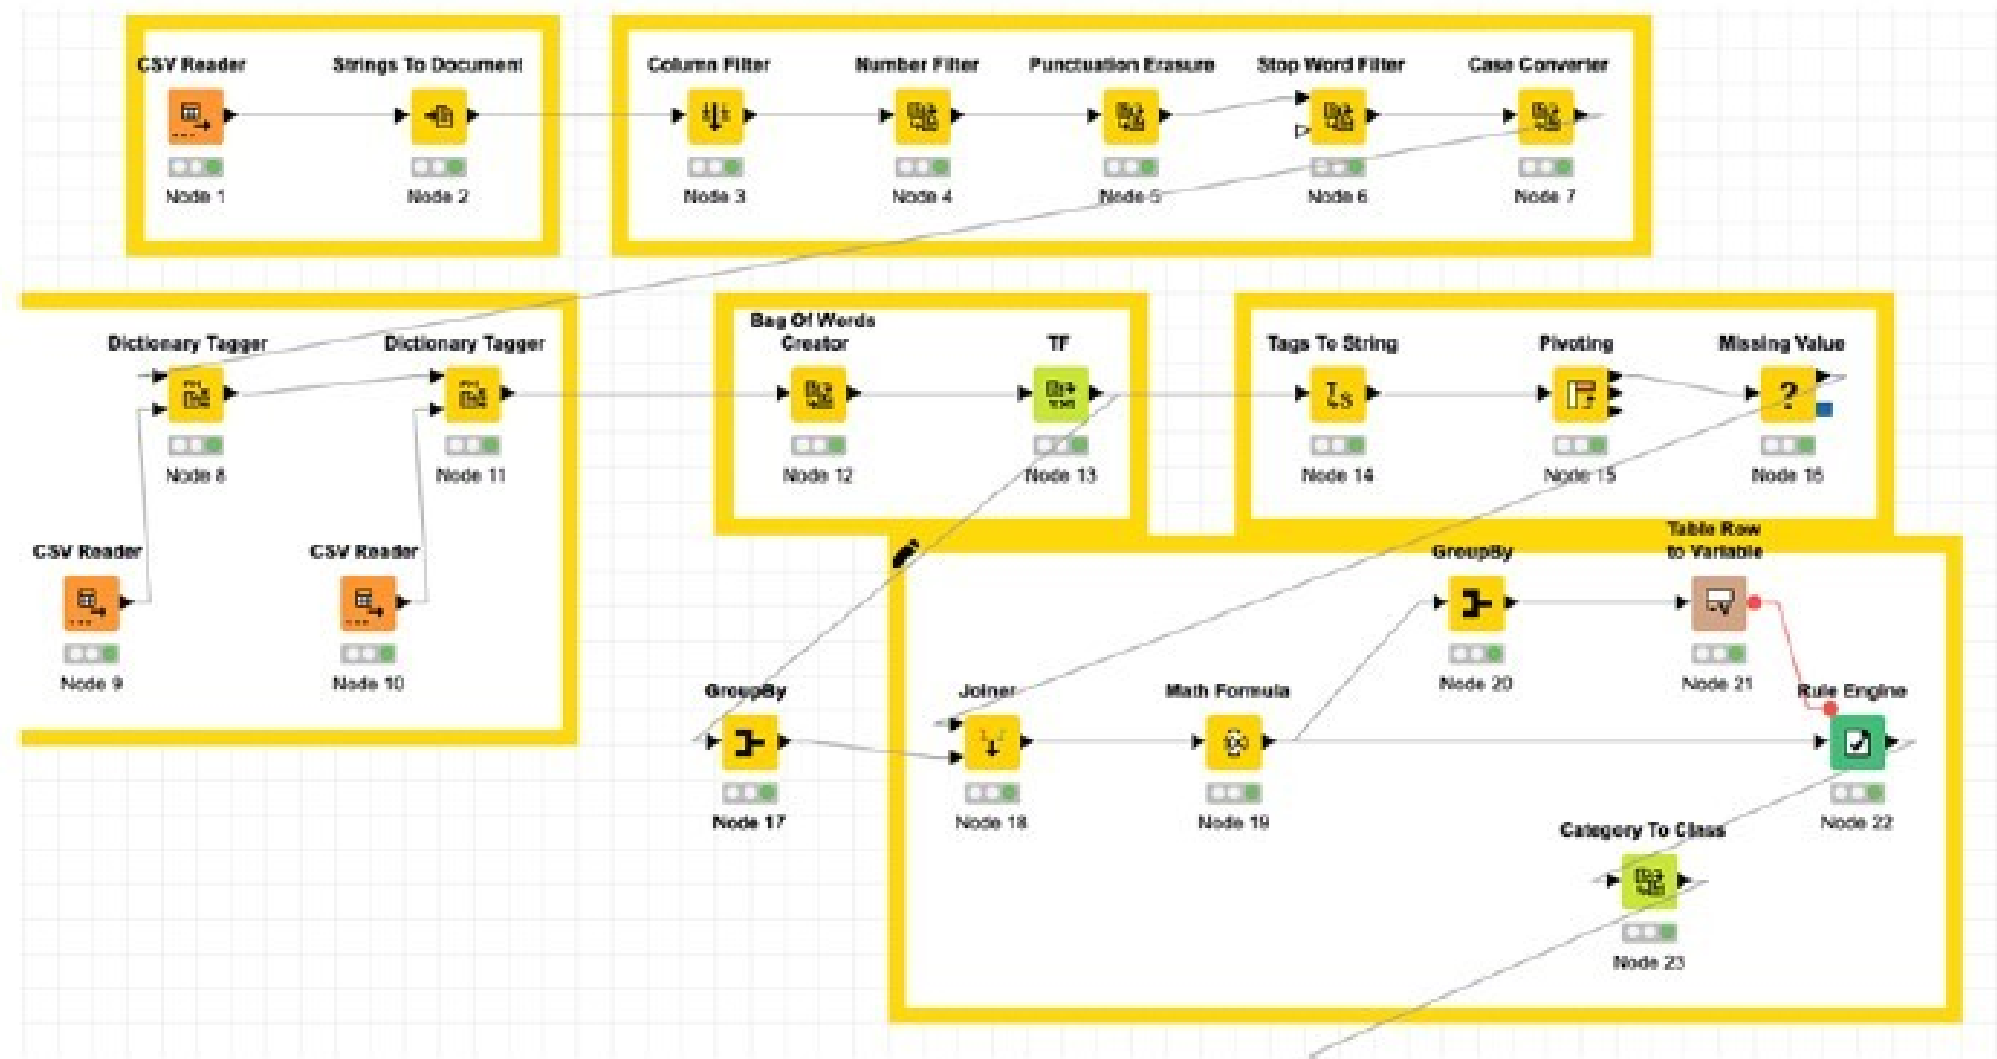 CSV Reader
Strings To Document
Column Filter
Number Filter
Punctuation Erasure
Stop Word Filter
Case Converter
Node 1
Node 2
Node 3
Node 4
Node 5
Node 6
Node 7
Dictionary Tagger
Dictionary Tagger
Bag Of Words
Creator
TF
Tags To String
Pivoting
Missing Value
S
?
Node 8
Node 11
Node 12
Node 13
Node 14
Node 15
Node 16
CSV Reader
CSV Reader
GroupBy
Table Row
to Variable
Node 9
Node 10
Node 20
Node 21
GroupBy
Joiner
Math Formula
Rule Engine
Node 17
Node 18
Node 19
Node 22
Category To Class
Node 23